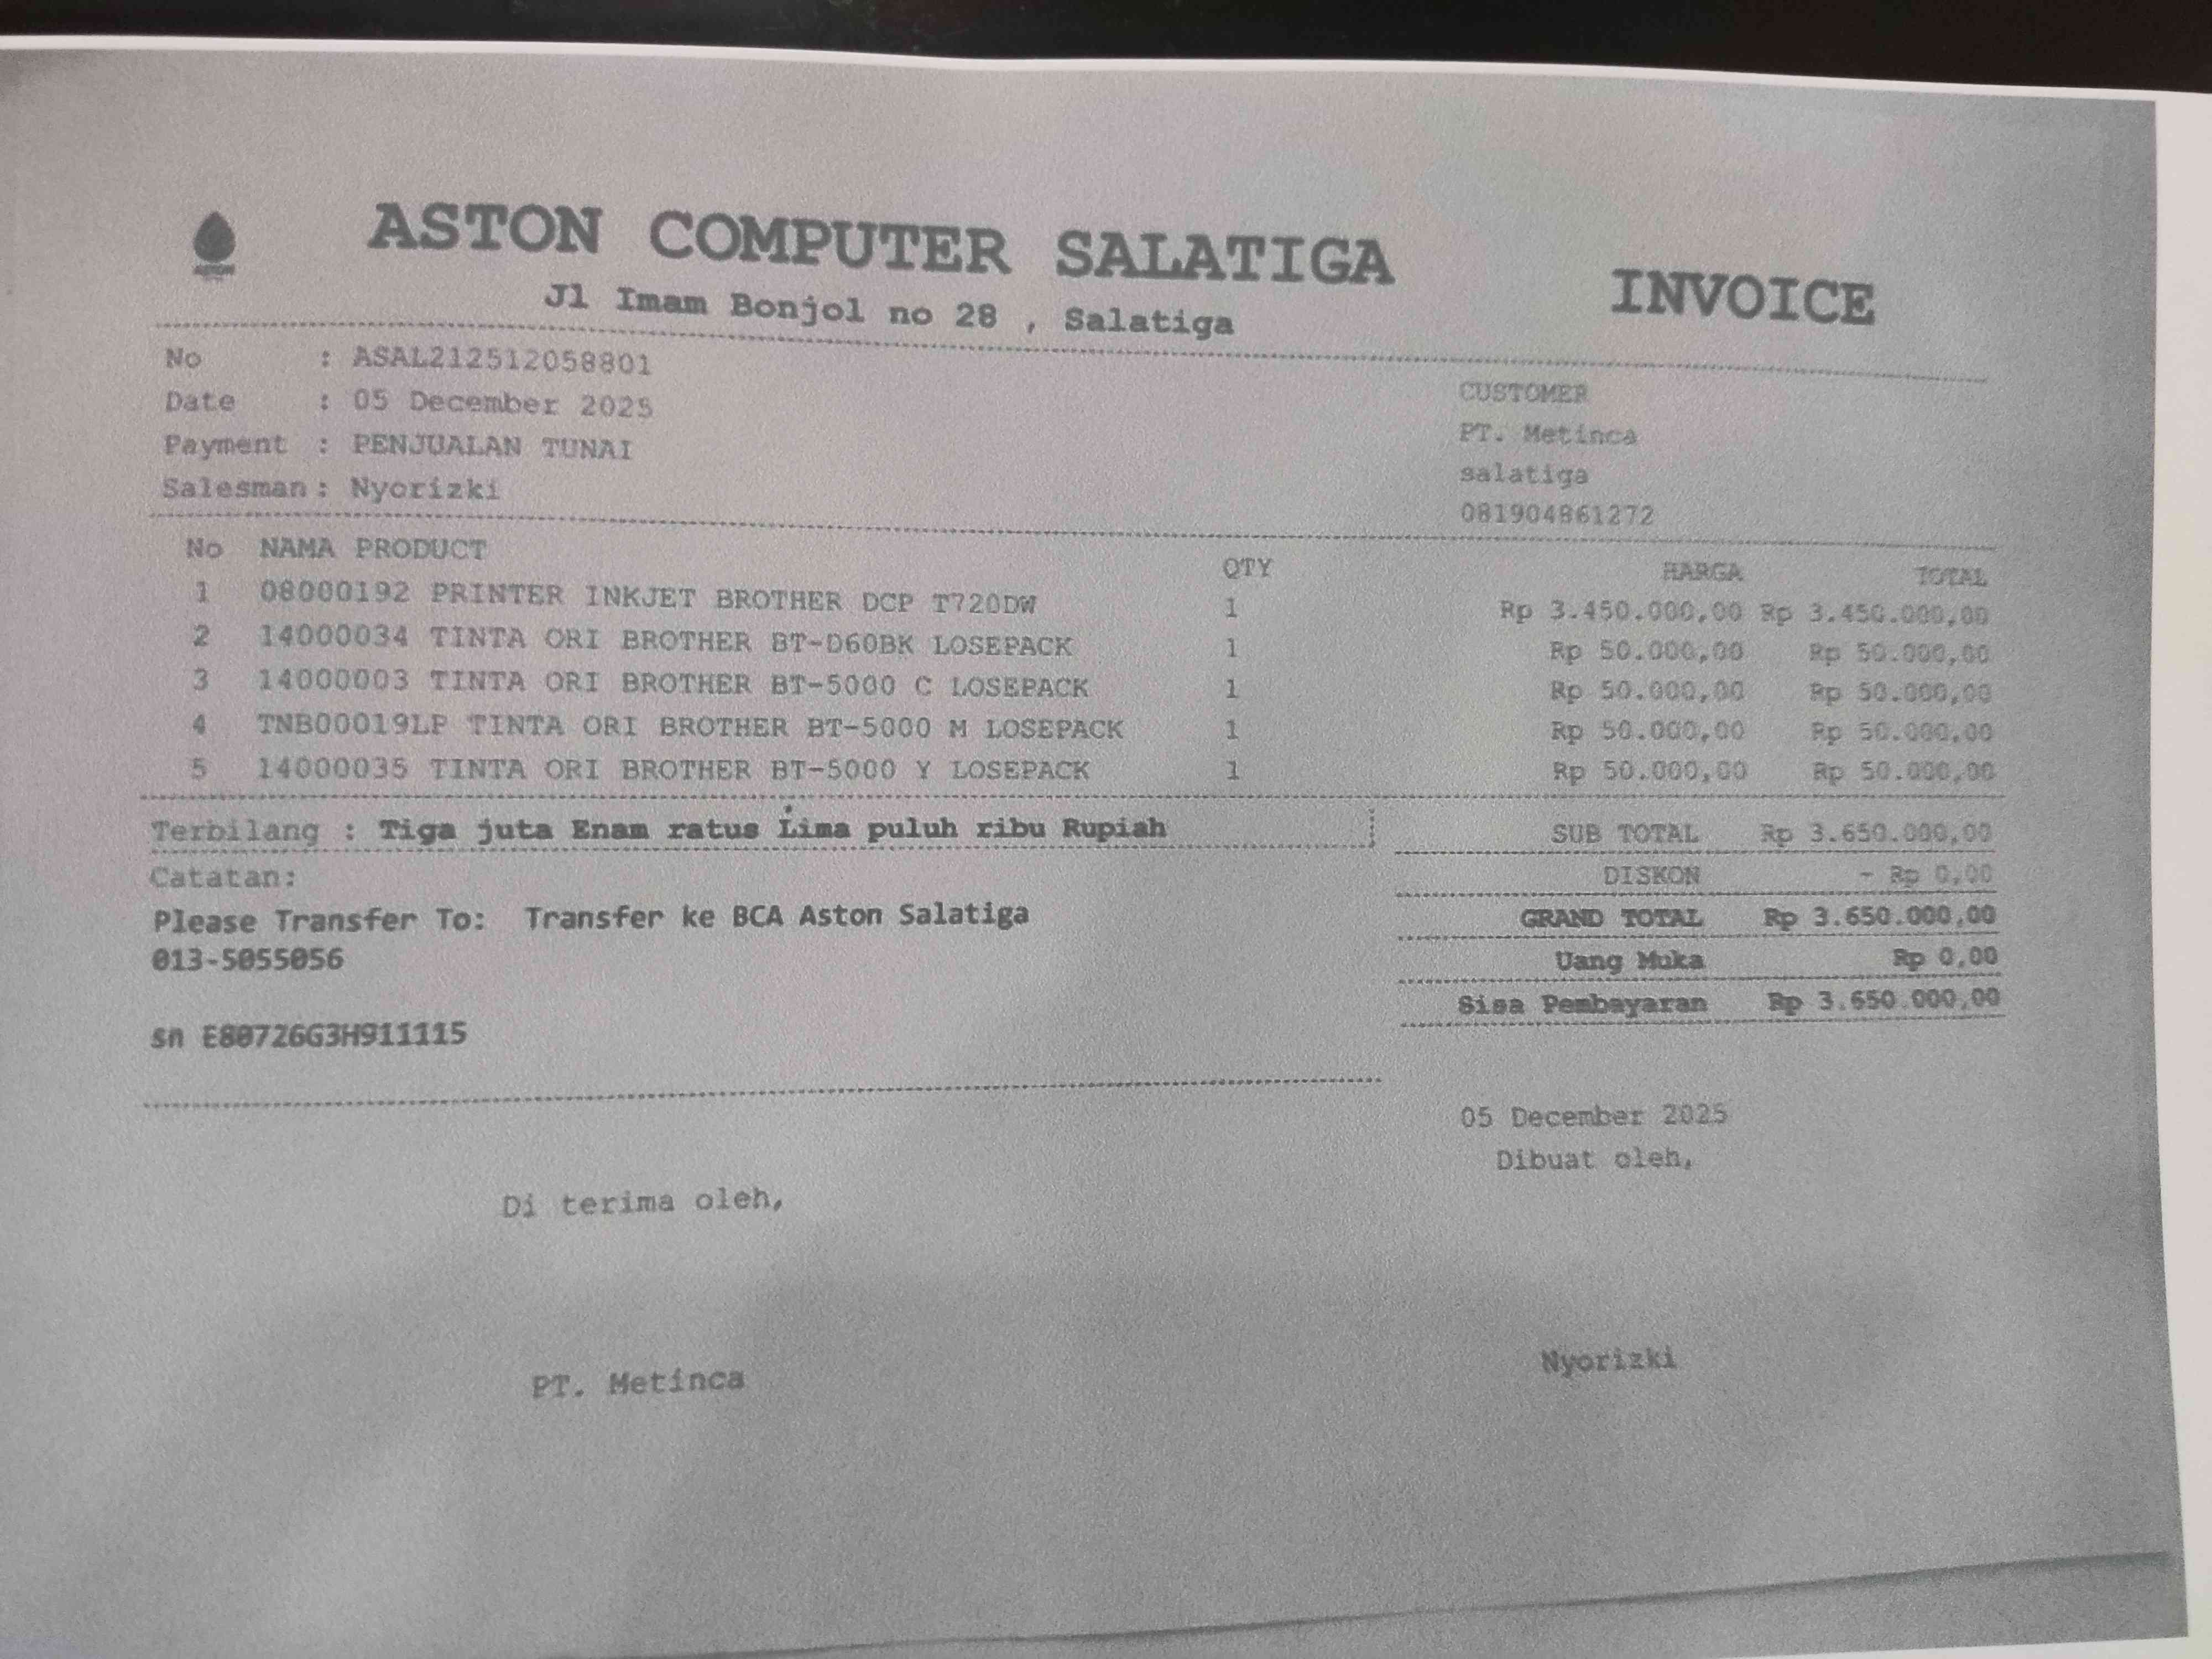 ASTON
ASTON COMPUTER SALATIGA
INVOICE
Jl Imam Bonjol no 28 , Salatiga
No : ASAL212512058801
Date : 05 December 2025
Payment : PENJUALAN TUNAI
Salesman : Nyorizki
CUSTOMER
PT. Metinca
salatiga
081904861272
No NAMA PRODUCT QTY HARGA TOTAL
1 08000192 PRINTER INKJET BROTHER DCP T720DW 1 Rp 3.450.000,00 Rp 3.450.000,00
2 14000034 TINTA ORI BROTHER BT-D60BK LOSEPACK 1 Rp 50.000,00 Rp 50.000,00
3 14000003 TINTA ORI BROTHER BT-5000 C LOSEPACK 1 Rp 50.000,00 Rp 50.000,00
4 TNB00019LP TINTA ORI BROTHER BT-5000 M LOSEPACK 1 Rp 50.000,00 Rp 50.000,00
5 14000035 TINTA ORI BROTHER BT-5000 Y LOSEPACK 1 Rp 50.000,00 Rp 50.000,00
Terbilang : Tiga juta Enam ratus Lima puluh ribu Rupiah
SUB TOTAL Rp 3.650.000,00
DISKON - Rp 0,00
GRAND TOTAL Rp 3.650.000,00
Uang Muka Rp 0,00
Sisa Pembayaran Rp 3.650.000,00
Catatan:
Please Transfer To: Transfer ke BCA Aston Salatiga
013-5055056
sn E80726G3H911115
05 December 2025
Dibuat oleh,
Di terima oleh,
Nyorizki
PT. Metinca